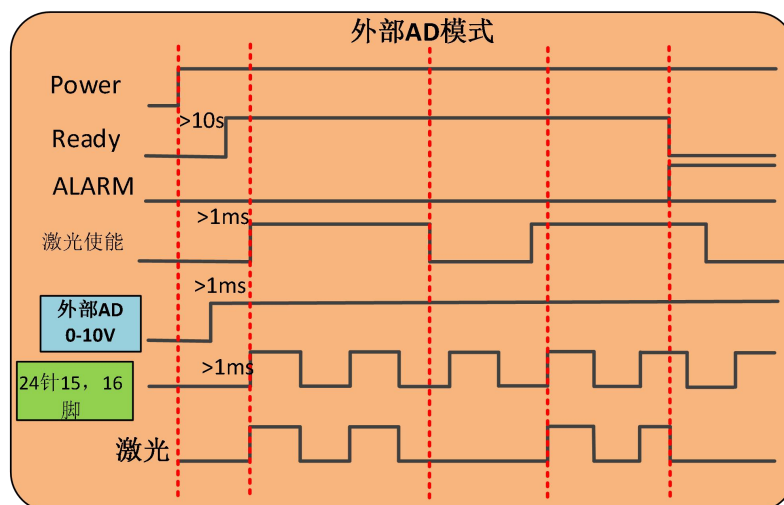 外部AD模式
Power
>10s
Ready
ALARM
>1ms
激光使能
>1ms
外部AD
0-10V
>1ms
24针15，16
脚
激光